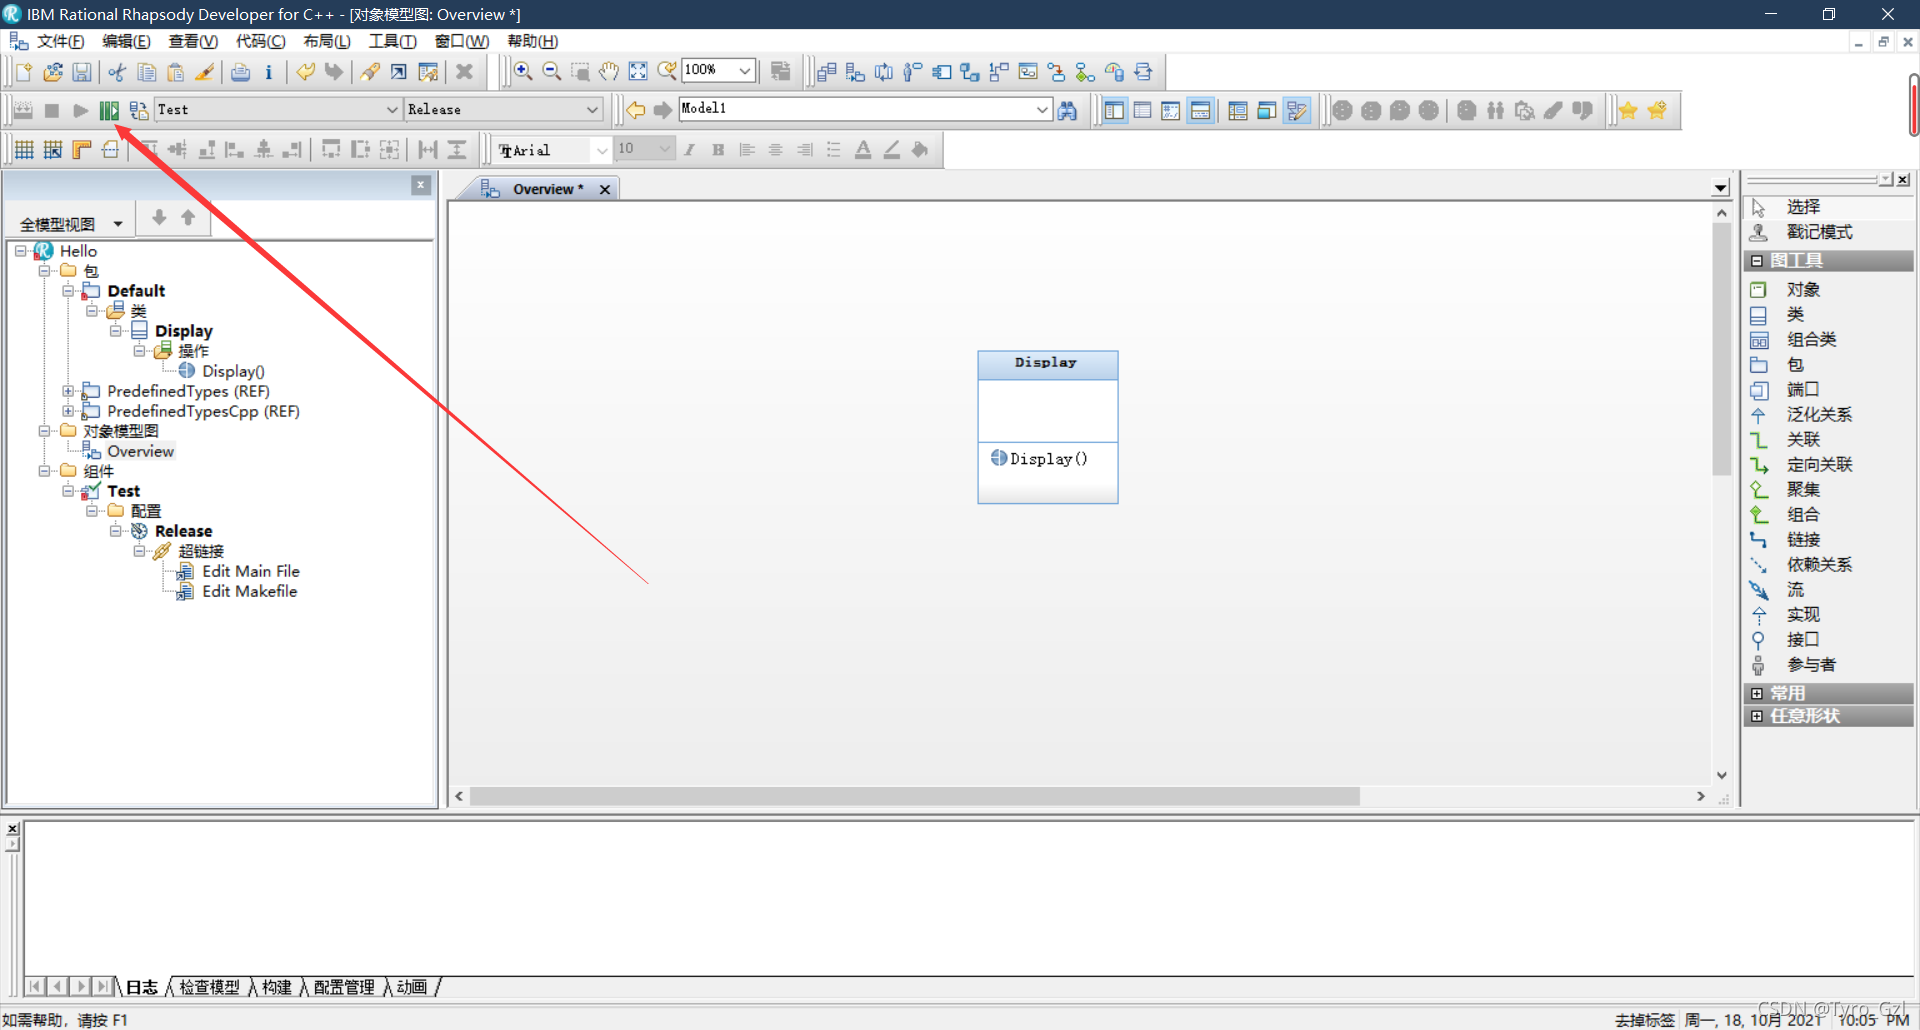 IBM Rational Rhapsody Developer for C++ - [对象模型图: Overview *]
文件(F) 编辑(E) 查看(V) 代码(C) 布局(L) 工具(T) 窗口(W) 帮助(H)
100%
Test Release Model1
Arial 10
Overview *
全模型视图
Hello
包
Default
类
Display
操作
Display()
PredefinedTypes (REF)
PredefinedTypesCpp (REF)
对象模型图
Overview
组件
Test
配置
Release
超链接
Edit Main File
Edit Makefile
Display
Display()
选择
戳记模式
图工具
对象
类
组合类
包
端口
泛化关系
关联
定向关联
聚集
组合
链接
依赖关系
流
实现
接口
参与者
常用
任意形状
日志 检查模型 构建 配置管理 动画
如需帮助，请按 F1
去掉标签 周一, 18, 10月 2021 10:05 PM
CSDN @Tyro_Gzl